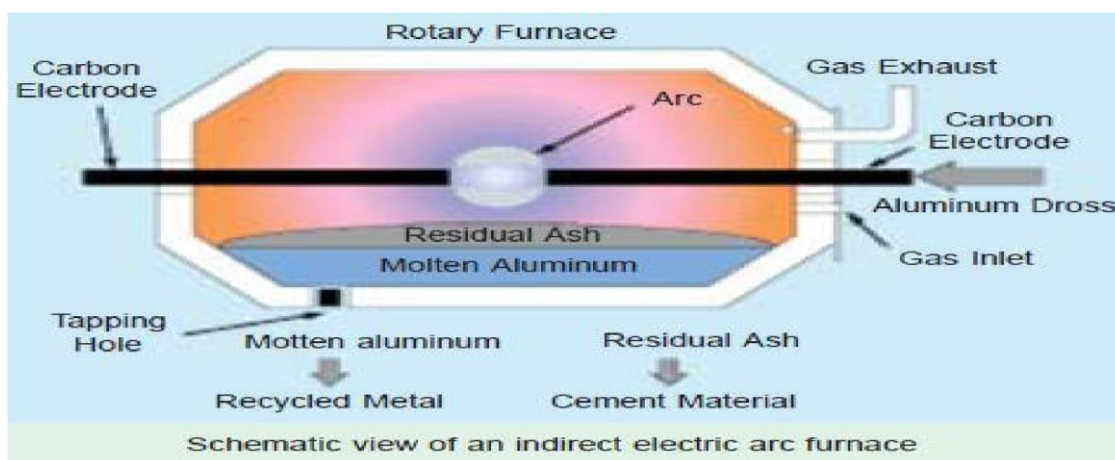 Rotary Furnace
Carbon
Electrode
Gas Exhaust
Arc
Carbon
Electrode
Aluminum Dross
Residual Ash
Gas Inlet
Molten Aluminum
Tapping
Hole
Motten aluminum
Residual Ash
Recycled Metal
Cement Material
Schematic view of an indirect electric arc furnace